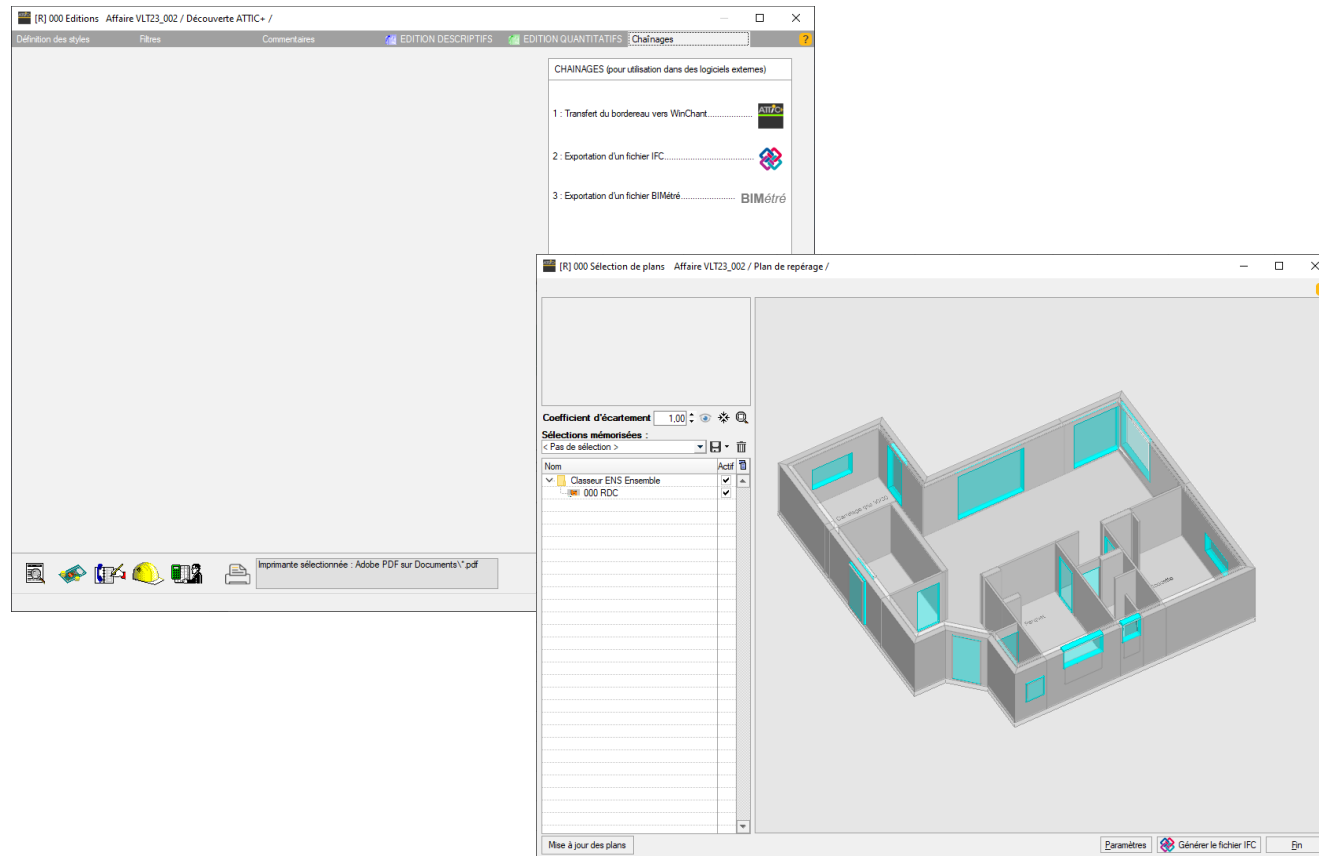 [R] 000 Editions Affaire VLT23_002 / Découverte ATTIC+ /
Définition des styles Filtres Commentaires EDITION DESCRIPTIFS EDITION QUANTITATIFS Chaînages ?
CHAINAGES (pour utilisation dans des logiciels externes)
1 : Transfert du bordereau vers WinChant................... ATTIC+
2 : Exportation d'un fichier IFC.....................................
3 : Exportation d'un fichier BIMétré...................... BIMétré
Imprimante sélectionnée : Adobe PDF sur Documents\*.pdf
[R] 000 Sélection de plans Affaire VLT23_002 / Plan de repérage /
Coefficient d'écartement 1,00
Sélections mémorisées :
< Pas de sélection >
Nom Actif
Classeur ENS Ensemble
000 RDC
Mise à jour des plans Paramètres Générer le fichier IFC Fin